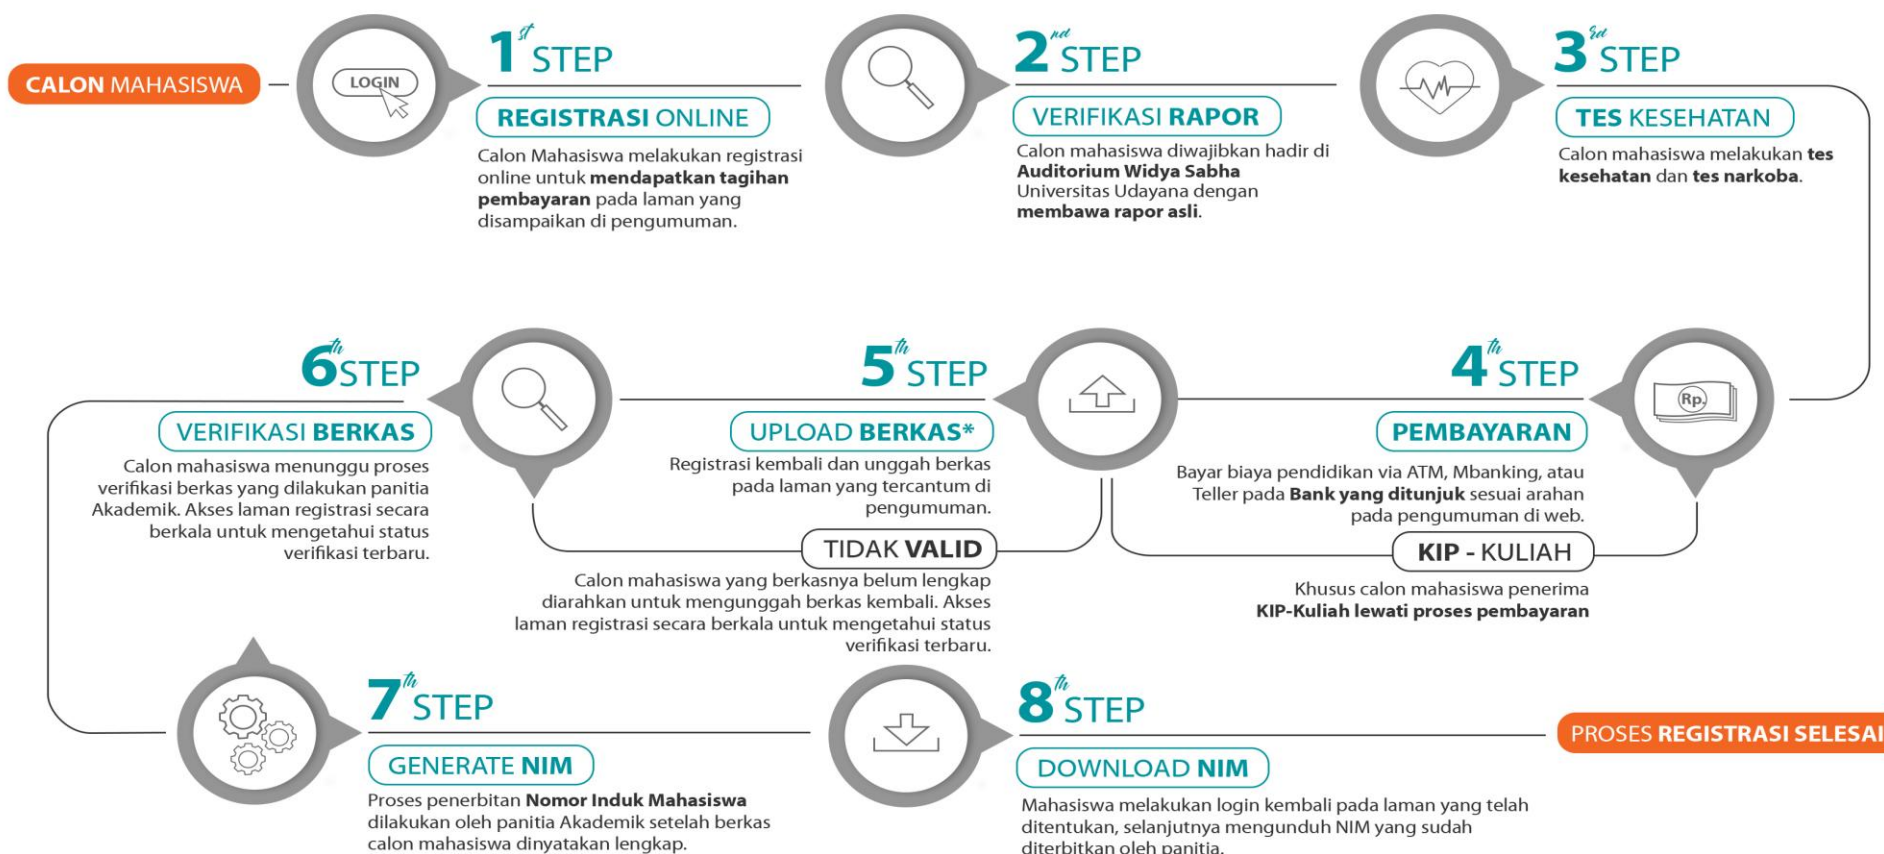 CALON MAHASISWA
LOGIN
1st STEP
REGISTRASI ONLINE
Calon Mahasiswa melakukan registrasi
online untuk mendapatkan tagihan
pembayaran pada laman yang
disampaikan di pengumuman.
2nd STEP
VERIFIKASI RAPOR
Calon mahasiswa diwajibkan hadir di
Auditorium Widya Sabha
Universitas Udayana dengan
membawa rapor asli.
3rd STEP
TES KESEHATAN
Calon mahasiswa melakukan tes
kesehatan dan tes narkoba.
4th STEP
Rp.
PEMBAYARAN
Bayar biaya pendidikan via ATM, Mbanking, atau
Teller pada Bank yang ditunjuk sesuai arahan
pada pengumuman di web.
KIP - KULIAH
Khusus calon mahasiswa penerima
KIP-Kuliah lewati proses pembayaran
5th STEP
UPLOAD BERKAS*
Registrasi kembali dan unggah berkas
pada laman yang tercantum di
pengumuman.
TIDAK VALID
Calon mahasiswa yang berkasnya belum lengkap
diarahkan untuk mengunggah berkas kembali. Akses
laman registrasi secara berkala untuk mengetahui status
verifikasi terbaru.
6th STEP
VERIFIKASI BERKAS
Calon mahasiswa menunggu proses
verifikasi berkas yang dilakukan panitia
Akademik. Akses laman registrasi secara
berkala untuk mengetahui status
verifikasi terbaru.
7th STEP
GENERATE NIM
Proses penerbitan Nomor Induk Mahasiswa
dilakukan oleh panitia Akademik setelah berkas
calon mahasiswa dinyatakan lengkap.
8th STEP
DOWNLOAD NIM
Mahasiswa melakukan login kembali pada laman yang telah
ditentukan, selanjutnya mengunduh NIM yang sudah
diterbitkan oleh panitia.
PROSES REGISTRASI SELESAI